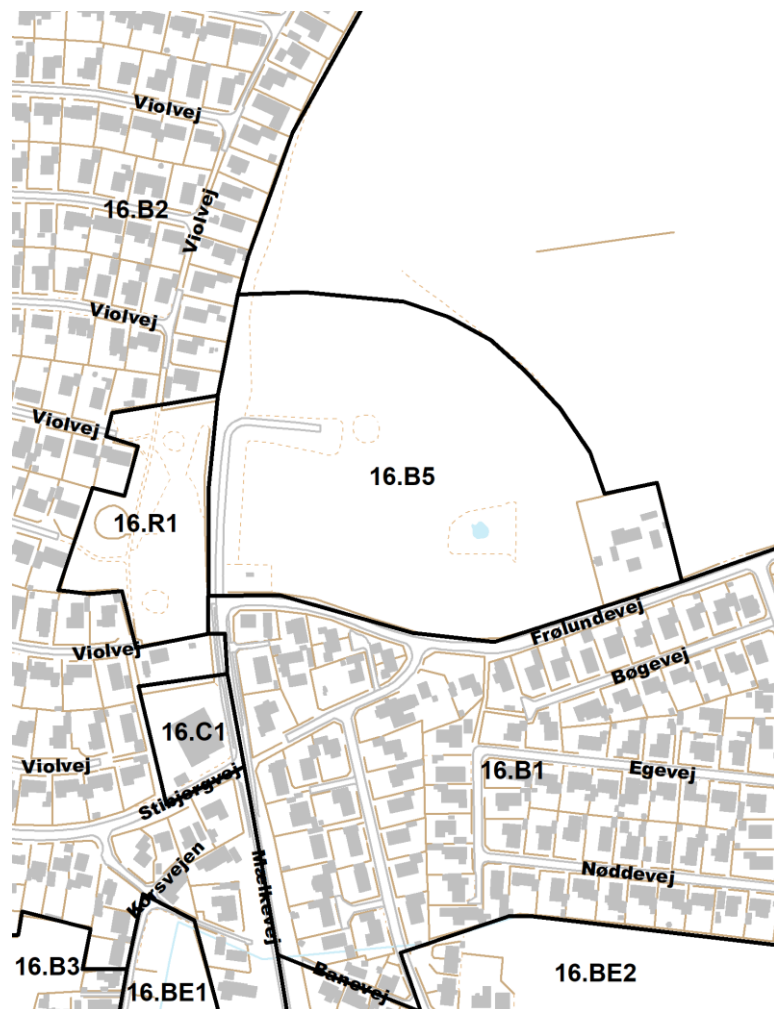 Violvej
16.B2
Violvej
Violvej
Violvej
16.B5
16.R1
Frølundevej
Violvej
Bøgevej
16.C1
Violvej
16.B1
Egevej
Stibjergvej
Mælkevej
Nøddevej
Korsvejen
16.B3
16.BE1
Banevej
16.BE2